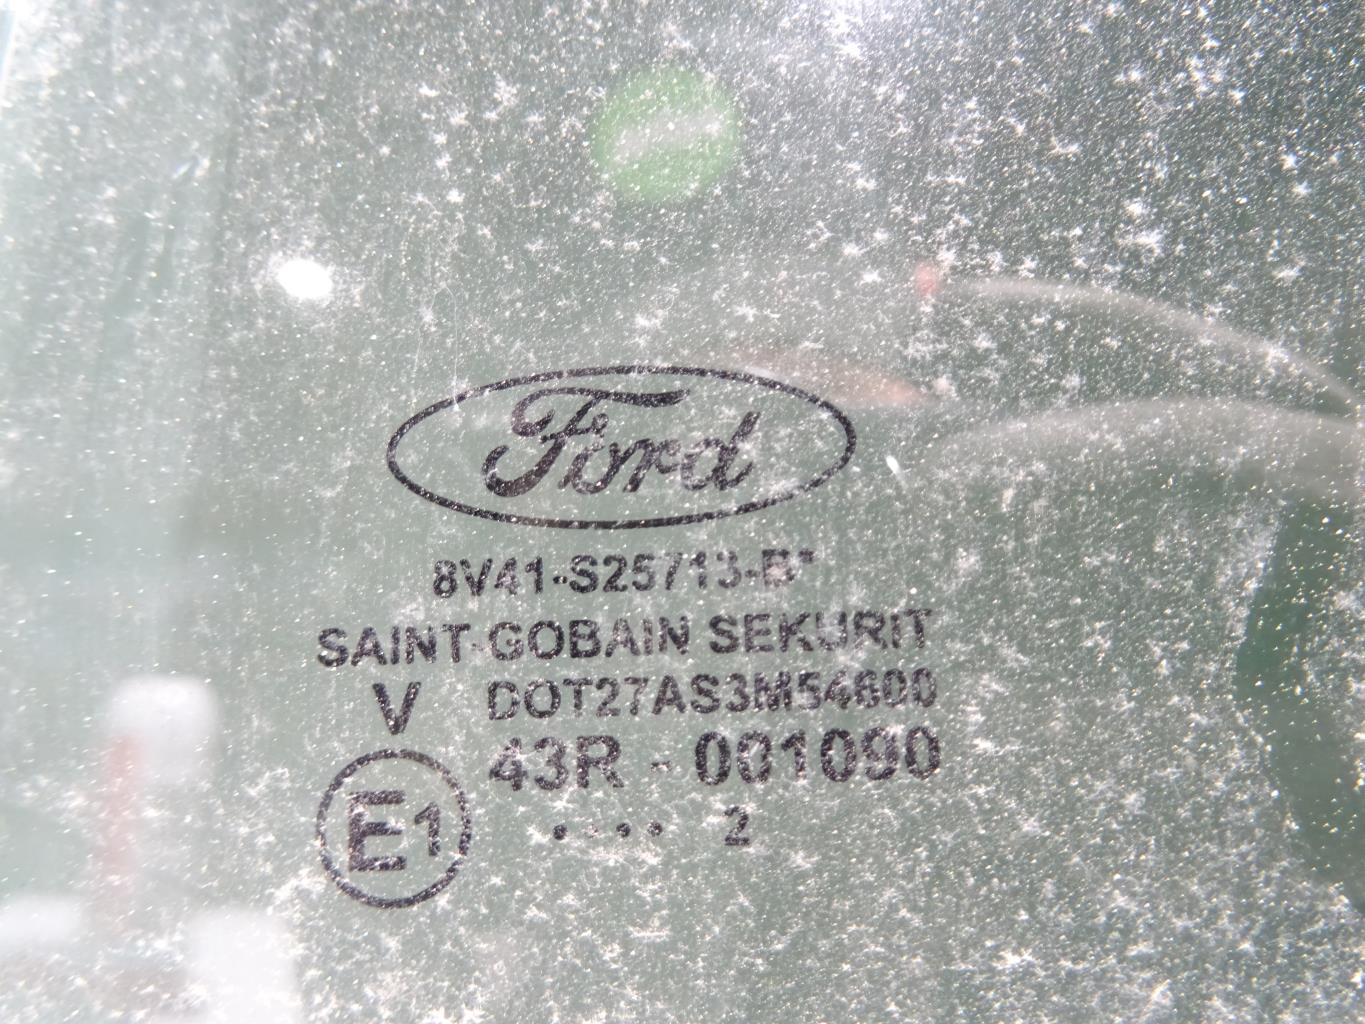 Ford
8V41-S25713-B*
SAINT-GOBAIN SEKURIT
V DOT27AS3M54600
43R - 001090
E1
.... 2